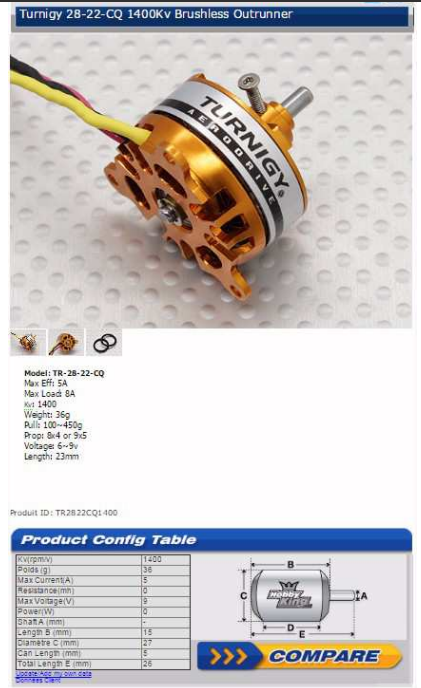 Turnigy 28-22-CQ 1400Kv Brushless Outrunner
TURNIGY
AERODRIVE
Model: TR-28-22-CQ
Max Eff: 5A
Max Load: 8A
Kv: 1400
Weight: 36g
Pull: 100~450g
Prop: 8x4 or 9x5
Voltage: 6~9v
Length: 23mm
Produit ID: TR2822CQ1400
Product Config Table
Kv(rpm/v) 1400
Poids (g) 36
Max Current(A) 5
Resistance(mh) 0
Max Voltage(V) 9
Power(W) 0
Shaft A (mm) -
Length B (mm) 15
Diamètre C (mm) 27
Can Length (mm) 5
Total Length E (mm) 26
Update/Add my own data
Données Client
B
C
A
Hobby King
D
E
COMPARE